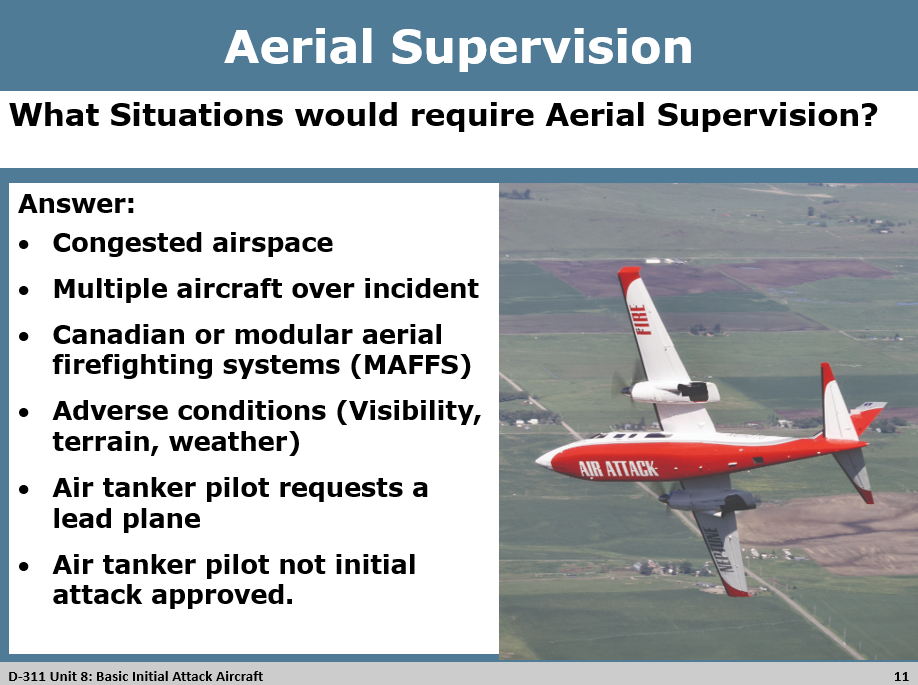 Aerial Supervision
What Situations would require Aerial Supervision?
Answer:
• Congested airspace
• Multiple aircraft over incident
• Canadian or modular aerial
firefighting systems (MAFFS)
• Adverse conditions (Visibility,
terrain, weather)
• Air tanker pilot requests a
lead plane
• Air tanker pilot not initial
attack approved.
FIRE
AIR ATTACK
NEPTUNE
D-311 Unit 8: Basic Initial Attack Aircraft
11